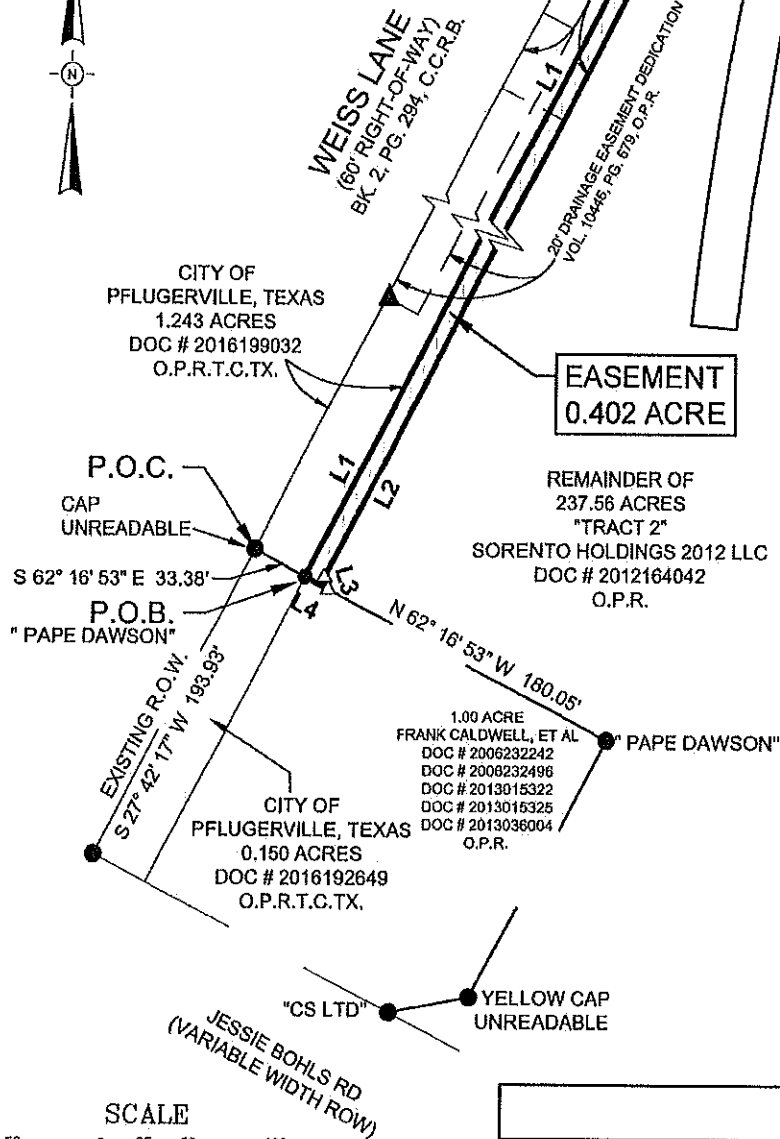 N
WEISS LANE
(60' RIGHT-OF-WAY)
BK. 2, PG. 294, C.C.R.B.
L1
20' DRAINAGE EASEMENT DEDICATION
VOL. 10445, PG. 679, O.P.R.
CITY OF
PFLUGERVILLE, TEXAS
1.243 ACRES
DOC # 2016199032
O.P.R.T.C.TX.
EASEMENT
0.402 ACRE
P.O.C.
CAP
UNREADABLE
L1
L2
REMAINDER OF
237.56 ACRES
"TRACT 2"
SORENTO HOLDINGS 2012 LLC
DOC # 2012164042
O.P.R.
S 62° 16' 53" E 33.38'
P.O.B.
" PAPE DAWSON"
L3
L4
N 62° 16' 53" W 180.05'
EXISTING R.O.W.
S 27° 42' 17" W 193.93'
1.00 ACRE
FRANK CALDWELL, ET AL
DOC # 2006232242
DOC # 2006232496
DOC # 2013015322
DOC # 2013015325
DOC # 2013036004
O.P.R.
" PAPE DAWSON"
CITY OF
PFLUGERVILLE, TEXAS
0.150 ACRES
DOC # 2016192649
O.P.R.T.C.TX.
"CS LTD"
YELLOW CAP
UNREADABLE
JESSIE BOHLS RD
(VARIABLE WIDTH ROW)
SCALE